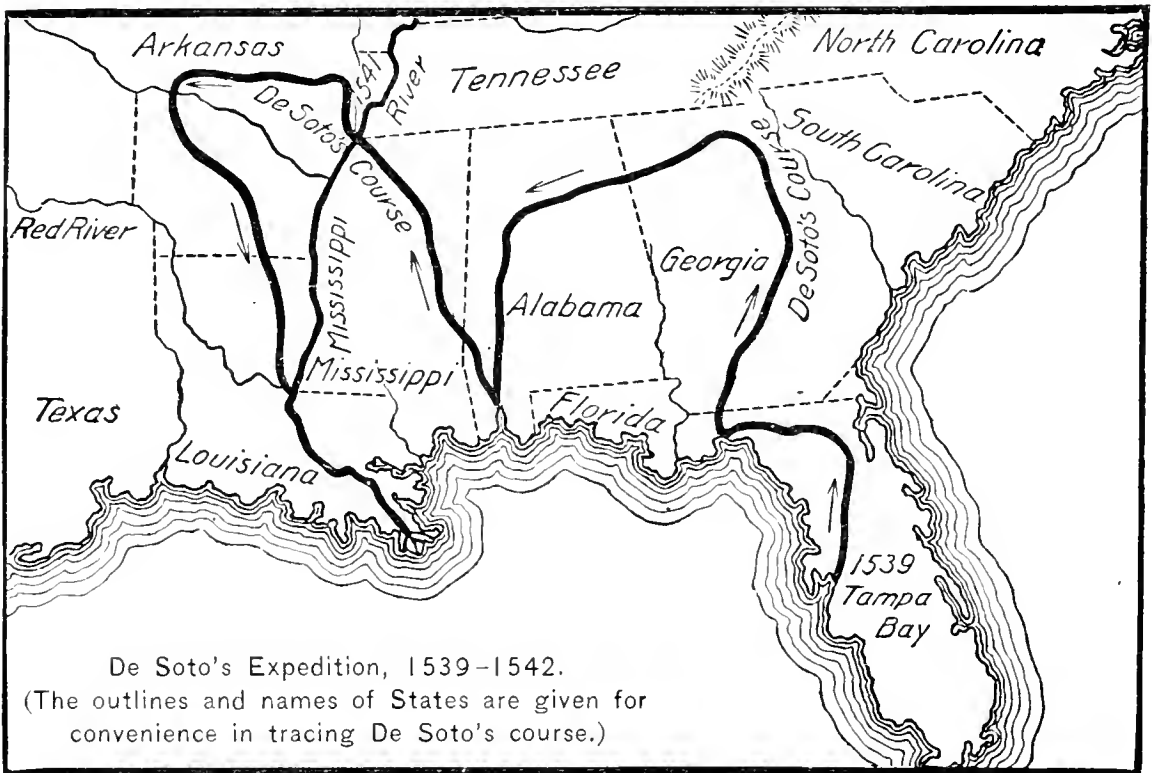 Arkansas
1541
River
Tennessee
North Carolina
De Soto's
Course
South Carolina
De Soto's Course
Red River
Mississippi
Georgia
Alabama
Mississippi
Texas
Florida
Louisiana
1539
Tampa
Bay
De Soto's Expedition, 1539–1542.
(The outlines and names of States are given for
convenience in tracing De Soto's course.)